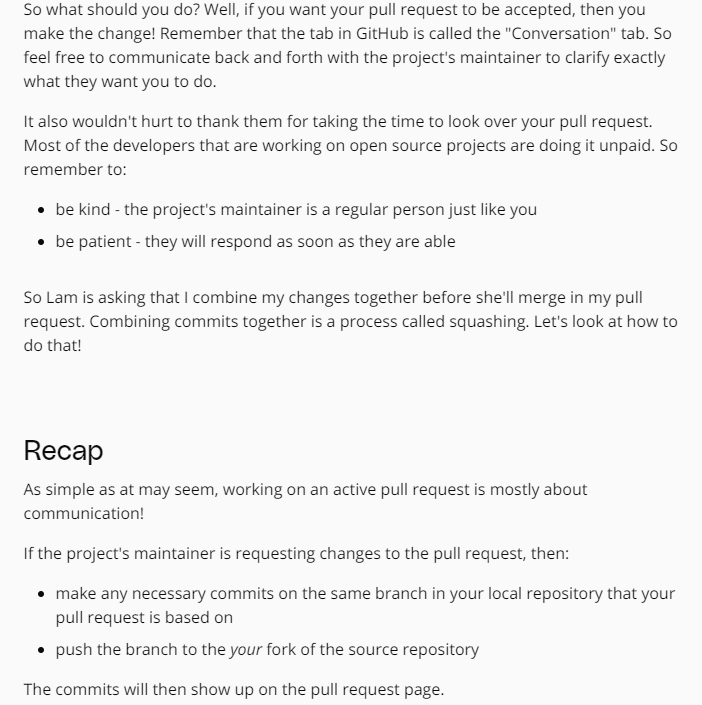 So what should you do? Well, if you want your pull request to be accepted, then you
make the change! Remember that the tab in GitHub is called the "Conversation" tab. So
feel free to communicate back and forth with the project's maintainer to clarify exactly
what they want you to do.
It also wouldn't hurt to thank them for taking the time to look over your pull request.
Most of the developers that are working on open source projects are doing it unpaid. So
remember to:
• be kind - the project's maintainer is a regular person just like you
• be patient - they will respond as soon as they are able
So Lam is asking that I combine my changes together before she'll merge in my pull
request. Combining commits together is a process called squashing. Let's look at how to
do that!
Recap
As simple as at may seem, working on an active pull request is mostly about
communication!
If the project's maintainer is requesting changes to the pull request, then:
• make any necessary commits on the same branch in your local repository that your
pull request is based on
• push the branch to the your fork of the source repository
The commits will then show up on the pull request page.